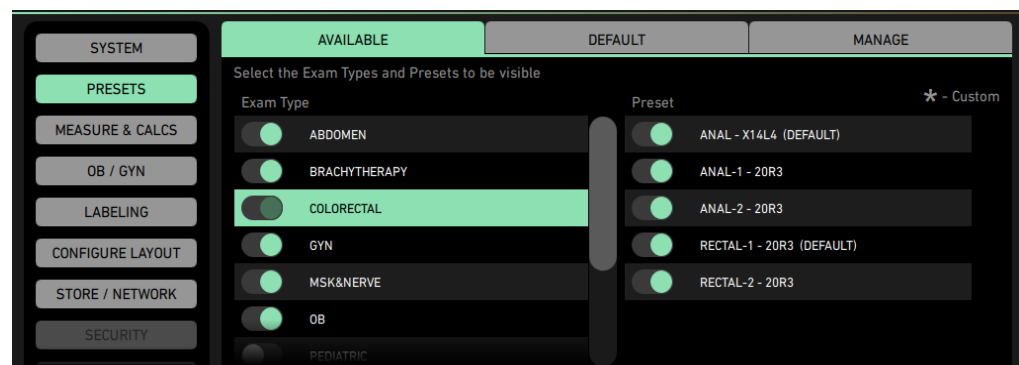 SYSTEM
PRESETS
MEASURE & CALCS
OB / GYN
LABELING
CONFIGURE LAYOUT
STORE / NETWORK
SECURITY
AVAILABLE
DEFAULT
MANAGE
Select the Exam Types and Presets to be visible
Exam Type
ABDOMEN
BRACHYTHERAPY
COLORECTAL
GYN
MSK&NERVE
OB
PEDIATRIC
Preset
* - Custom
ANAL - X14L4 (DEFAULT)
ANAL-1 - 20R3
ANAL-2 - 20R3
RECTAL-1 - 20R3 (DEFAULT)
RECTAL-2 - 20R3